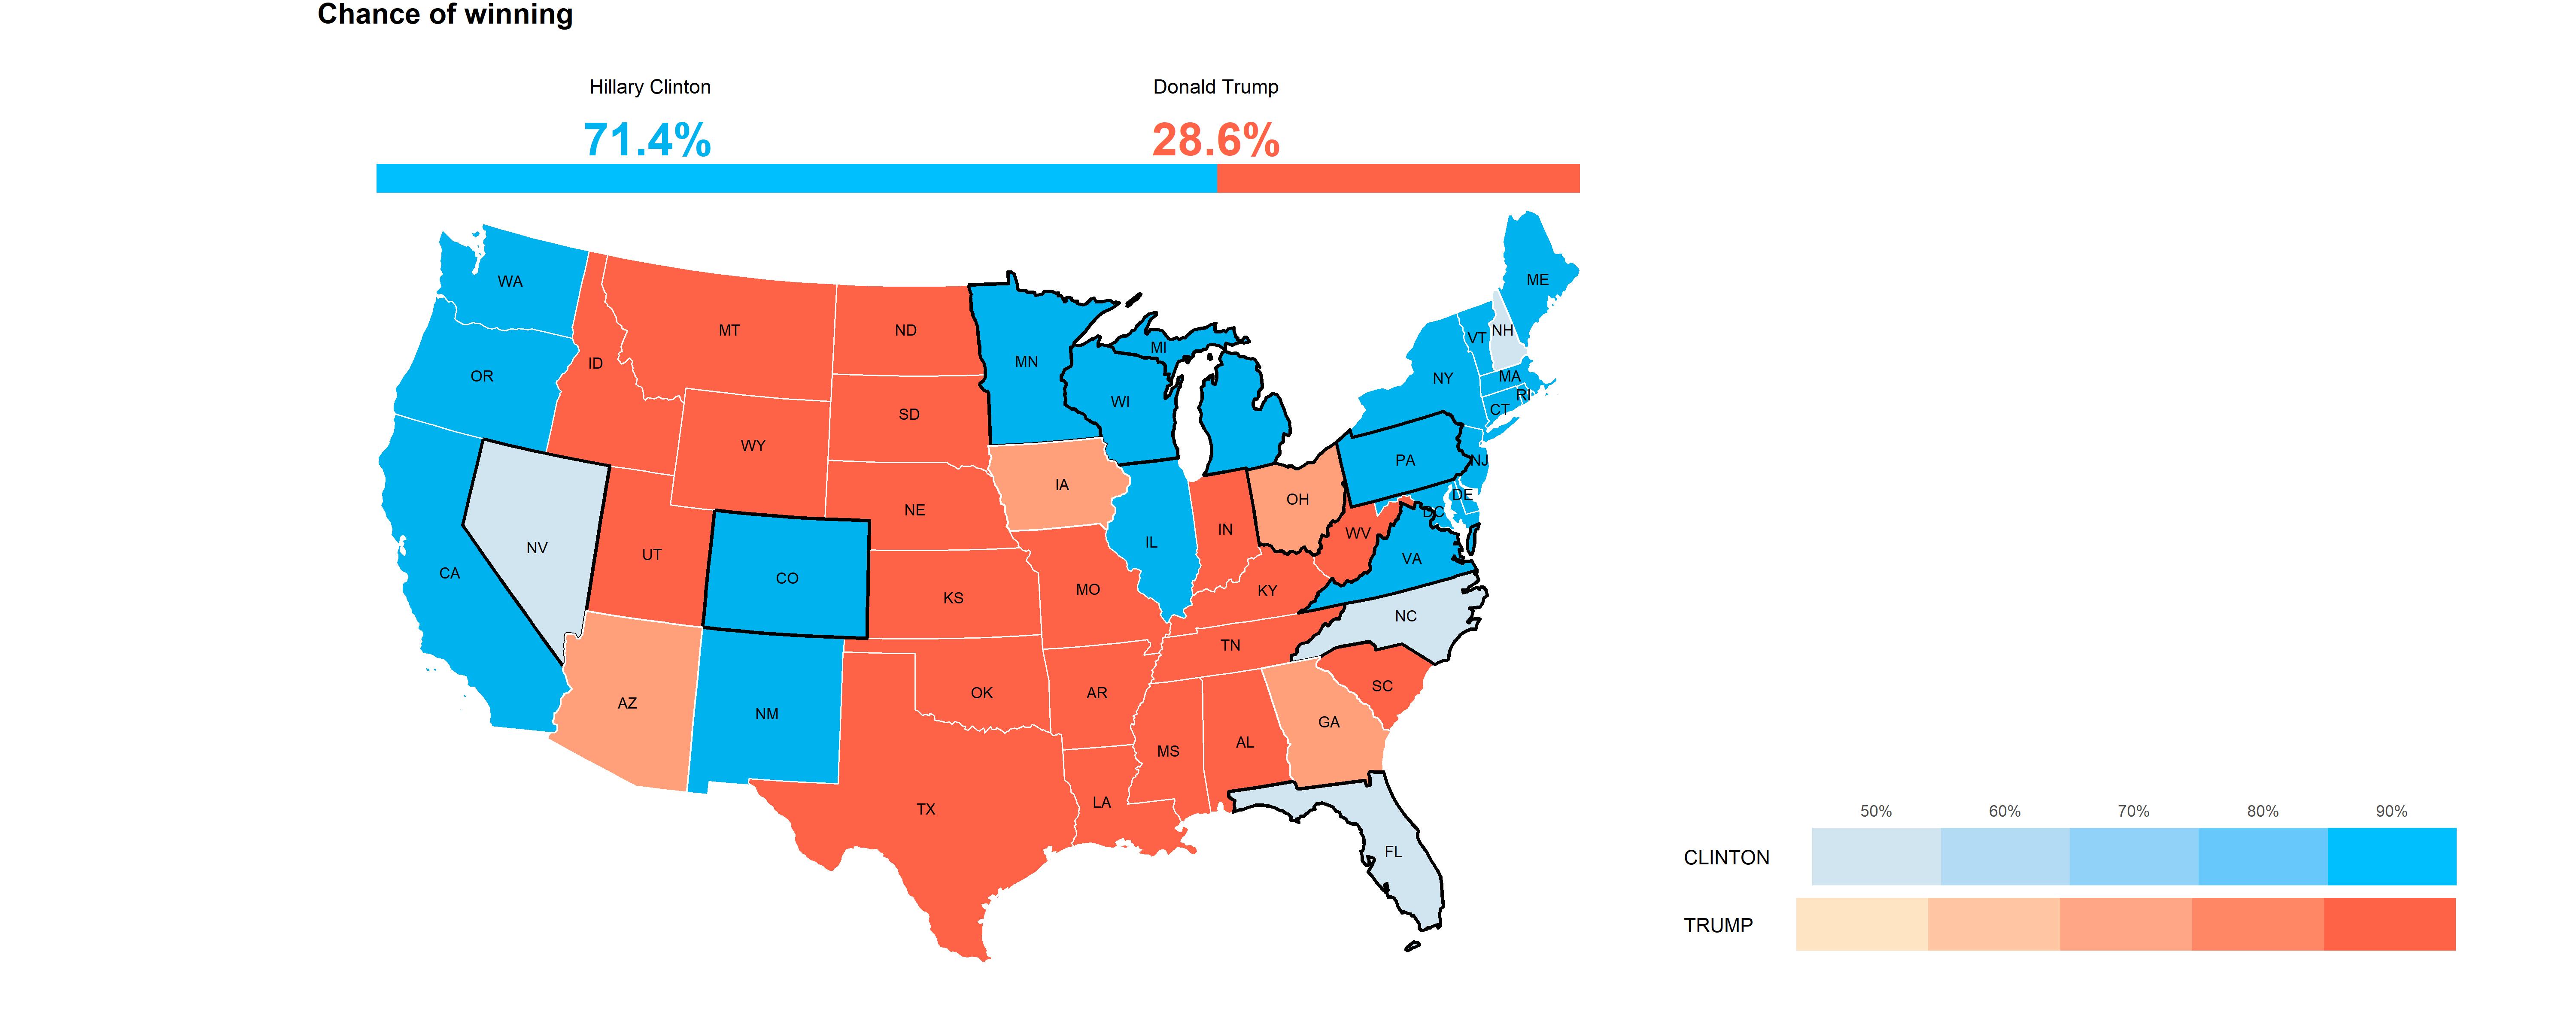 Chance of winning
Hillary Clinton
Donald Trump
71.4%
28.6%
WA
MT
ND
MN
MI
ME
VT
NH
ID
OR
SD
WI
NY
MA
RI
CT
WY
PA
NJ
NE
IA
OH
DE
DC
NV
UT
CO
IL
IN
WV
VA
CA
KS
MO
KY
NC
TN
AZ
NM
OK
AR
SC
GA
MS
AL
TX
LA
FL
50%
60%
70%
80%
90%
CLINTON
TRUMP